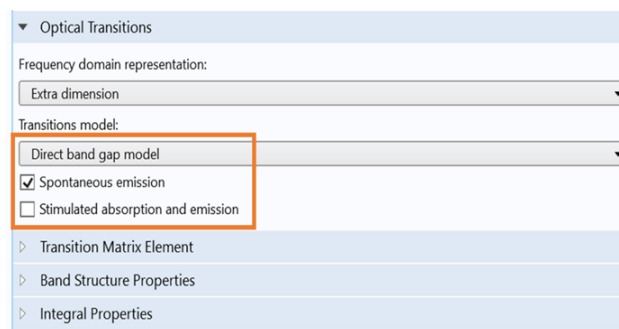 Optical Transitions
Frequency domain representation:
Extra dimension
Transitions model:
Direct band gap model
Spontaneous emission
Stimulated absorption and emission
Transition Matrix Element
Band Structure Properties
Integral Properties